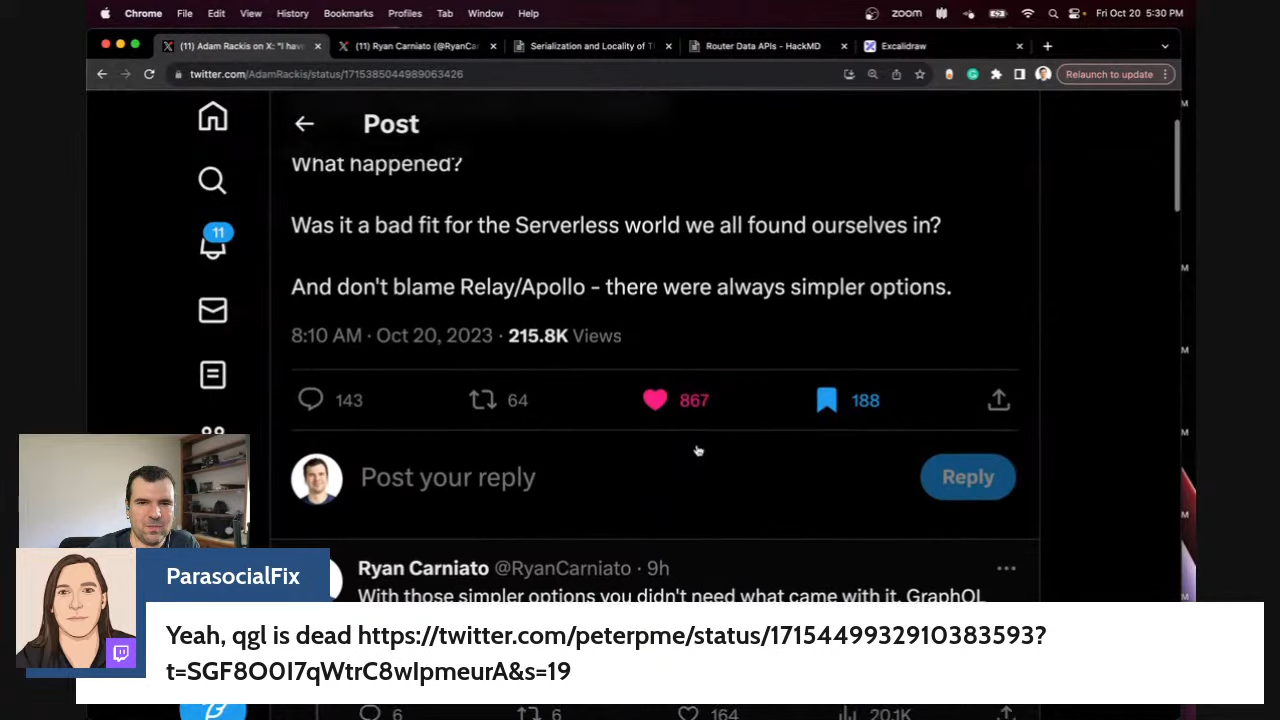 Chrome File Edit View History Bookmarks Profiles Tab Window Help zoom Fri Oct 20 5:30 PM
(11) Adam Rackis on X: "I hav (11) Ryan Carniato (@RyanCar Serialization and Locality of T Router Data APIs - HackMD Excalidraw
twitter.com/AdamRackis/status/1715385044989063426 Relaunch to update
Post
What happened?
Was it a bad fit for the Serverless world we all found ourselves in?
11
And don't blame Relay/Apollo - there were always simpler options.
8:10 AM · Oct 20, 2023 · 215.8K Views
143 64 867 188
Post your reply Reply
Ryan Carniato @RyanCarniato · 9h
With those simpler options you didn't need what came with it. GraphQL
ParasocialFix
Yeah, qgl is dead https://twitter.com/peterpme/status/1715449932910383593?
t=SGF8O0I7qWtrC8wIpmeurA&s=19
6 6 164 20.1K